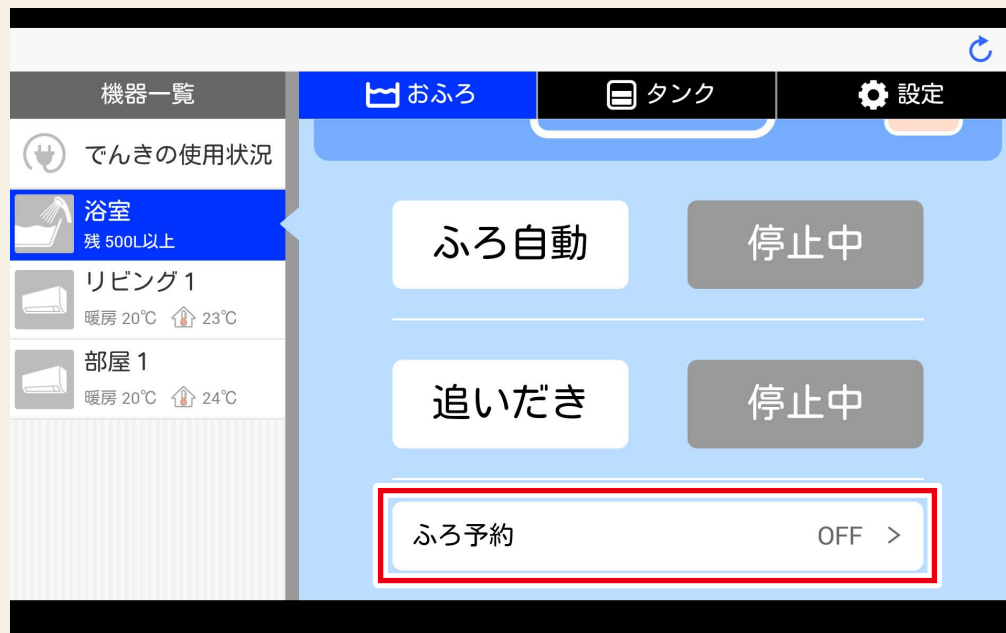 機器一覧
おふろ
タンク
設定
でんきの使用状況
浴室
残 500L以上
リビング1
暖房 20℃ 23℃
部屋1
暖房 20℃ 24℃
ふろ自動
停止中
追いだき
停止中
ふろ予約
OFF >